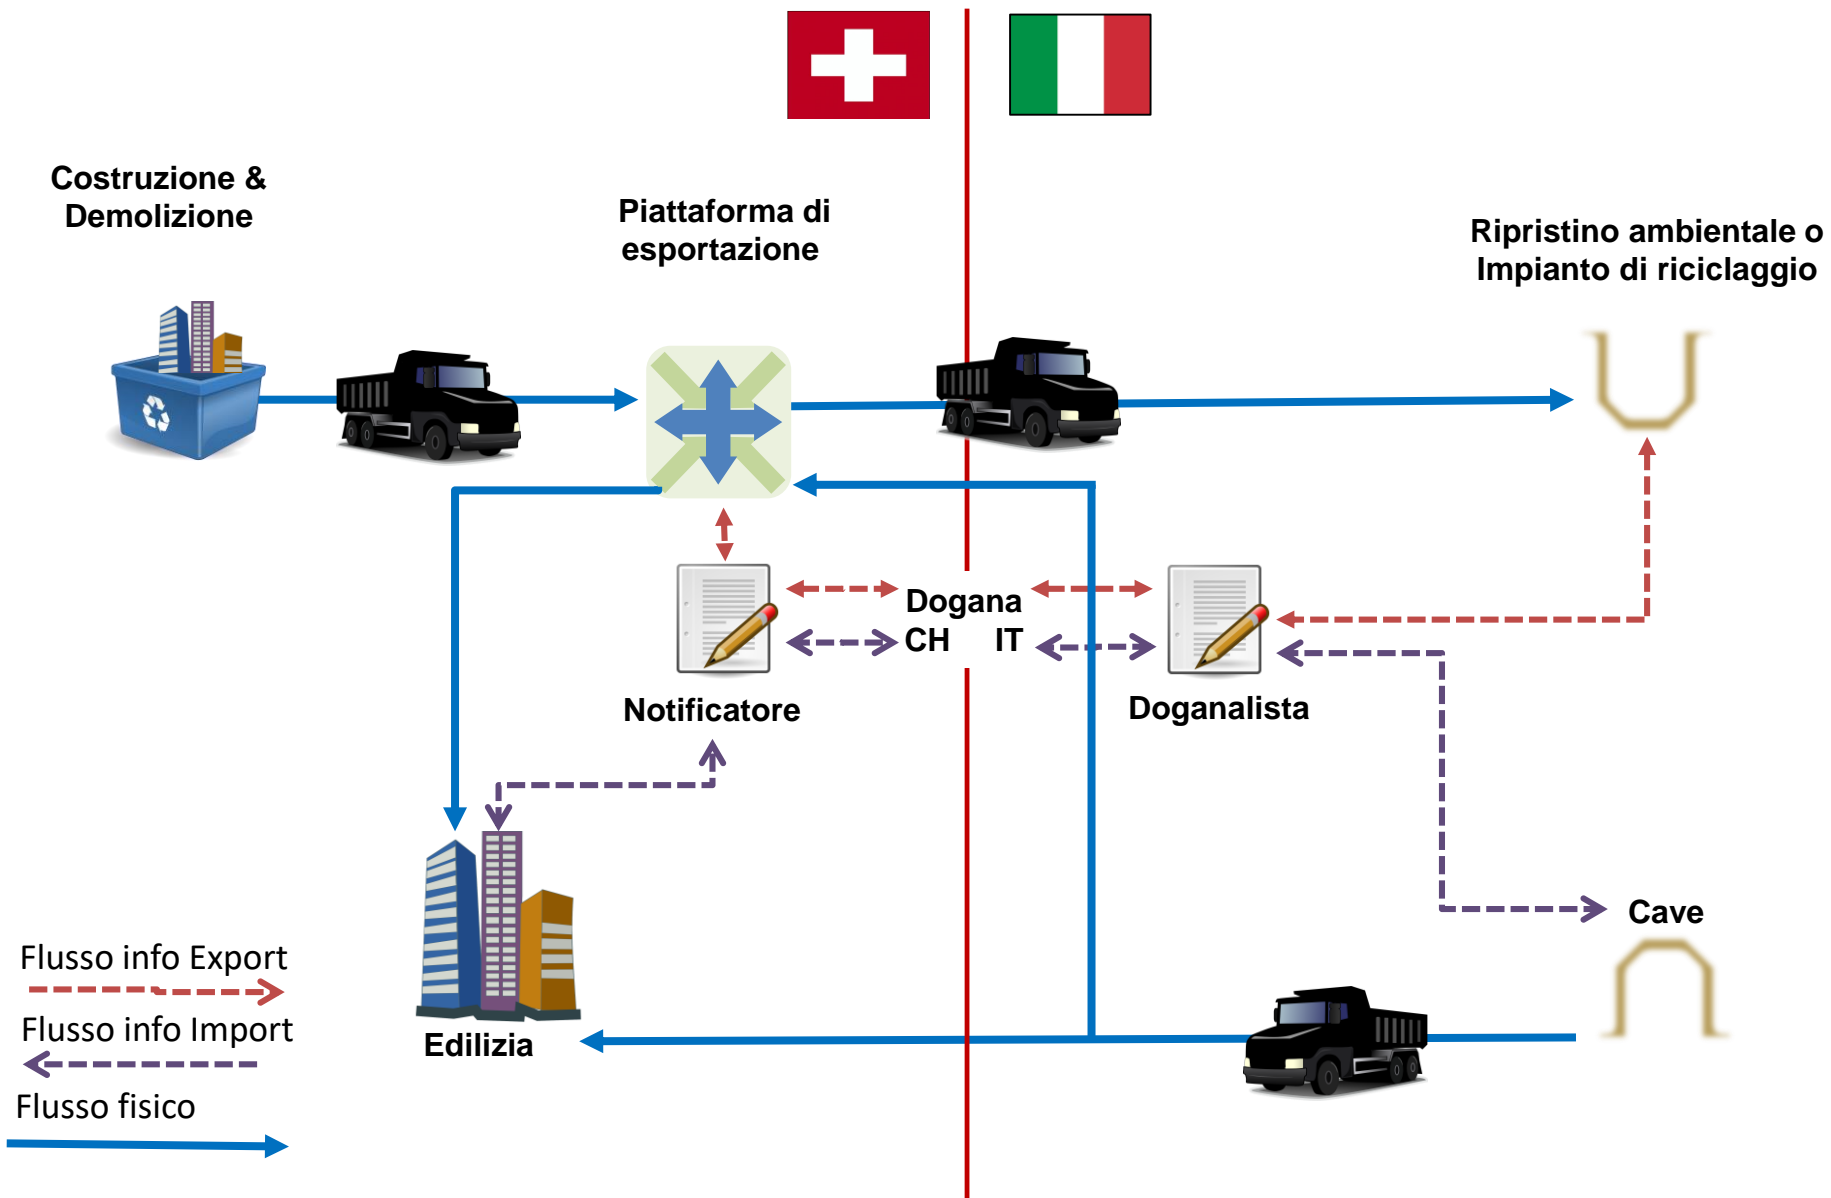 Costruzione &
Demolizione
Piattaforma di
esportazione
Ripristino ambientale o
Impianto di riciclaggio
Dogana
CH IT
Notificatore
Doganalista
Cave
Edilizia
Flusso info Export
Flusso info Import
Flusso fisico